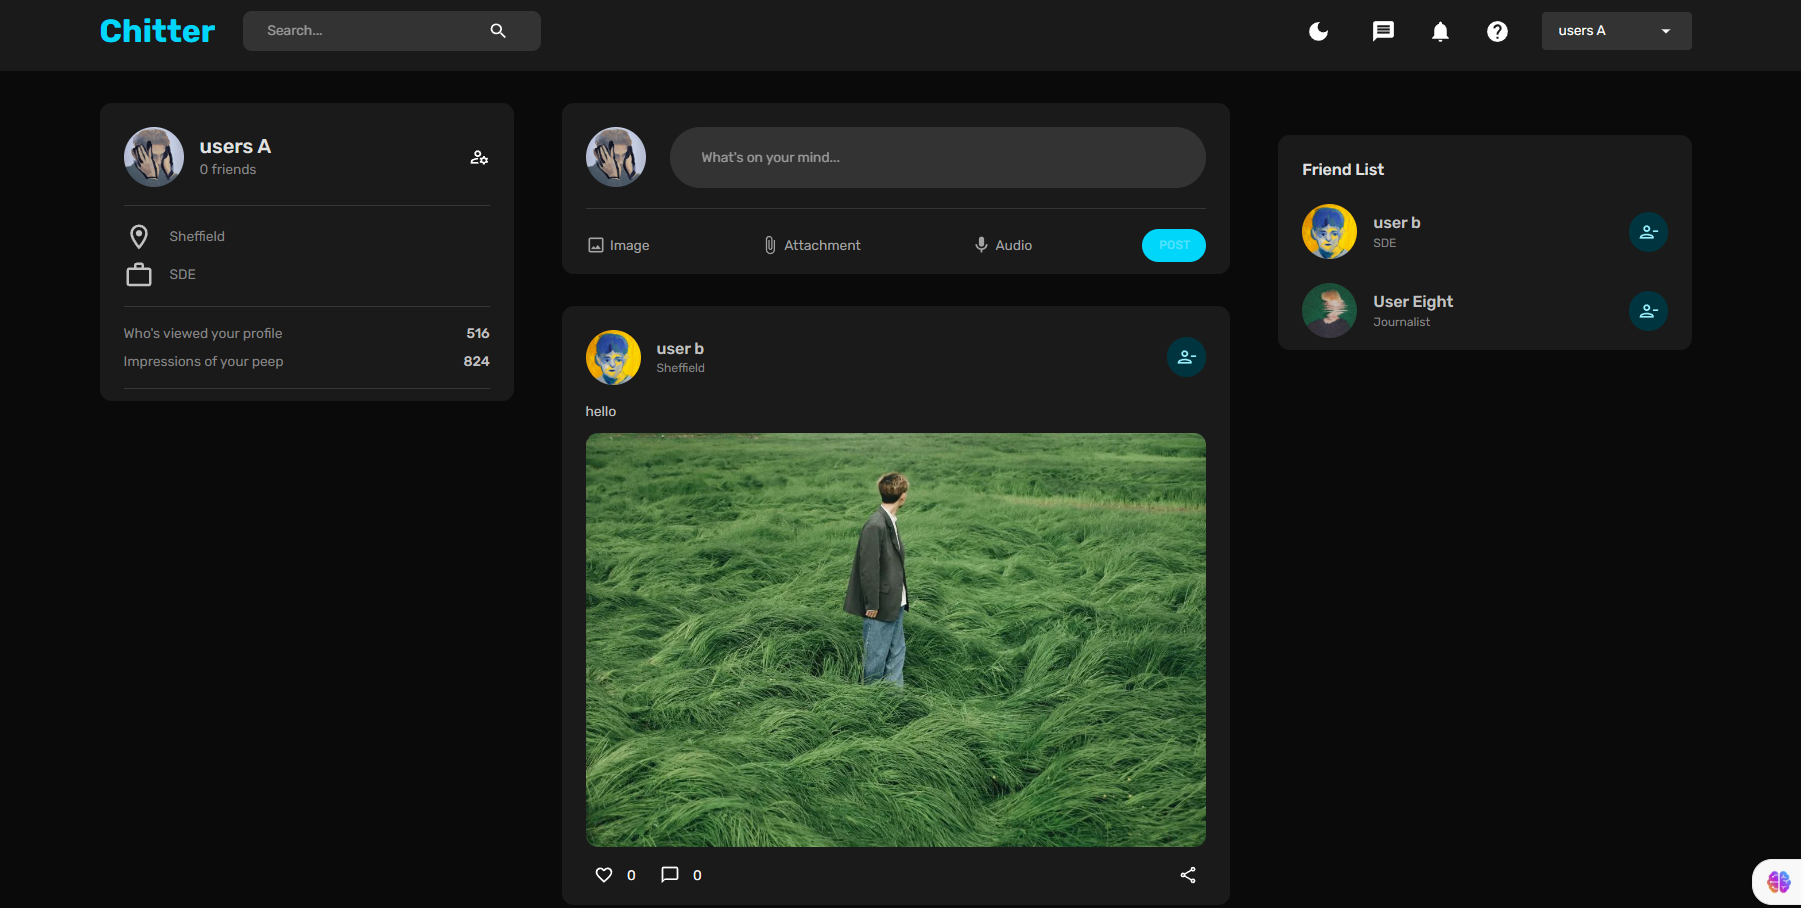 Chitter
Search...
users A
users A
0 friends
Sheffield
SDE
Who's viewed your profile 516
Impressions of your peep 824
What's on your mind...
Image
Attachment
Audio
POST
user b
Sheffield
hello
0
0
Friend List
user b
SDE
User Eight
Journalist